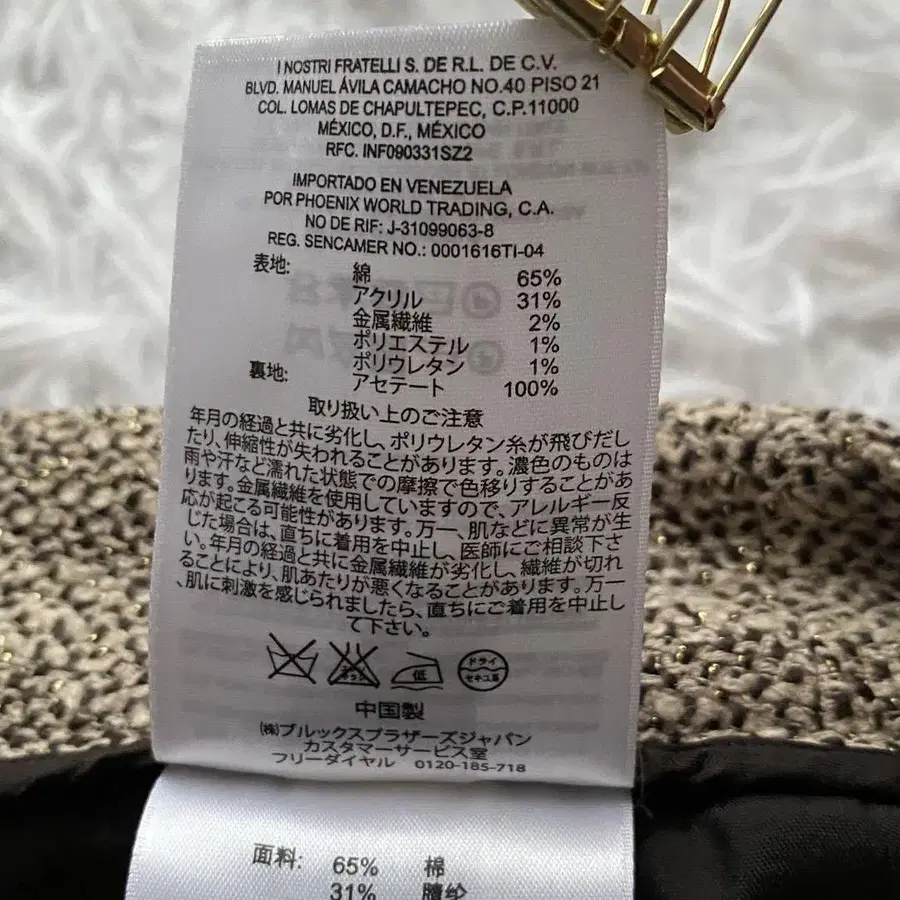 I NOSTRI FRATELLI S. DE R.L. DE C.V.
BLVD. MANUEL ÁVILA CAMACHO NO.40 PISO 21
COL. LOMAS DE CHAPULTEPEC, C.P.11000
MÉXICO, D.F., MÉXICO
RFC. INF090331SZ2
IMPORTADO EN VENEZUELA
POR PHOENIX WORLD TRADING, C.A.
NO DE RIF: J-31099063-8
REG. SENCAMER NO.: 0001616TI-04
表地: 綿 65%
アクリル 31%
金属繊維 2%
ポリエステル 1%
ポリウレタン 1%
裏地: アセテート 100%
取り扱い上のご注意
年月の経過と共に劣化し、ポリウレタン糸が飛びだし
たり、伸縮性が失われることがあります。濃色のものは
雨や汗など濡れた状態での摩擦で色移りすることがあ
ります。金属繊維を使用していますので、アレルギー反
応が起こる可能性があります。万一、肌などに異常が生
じた場合は、直ちに着用を中止し、医師にご相談下さ
い。年月の経過と共に金属繊維が劣化し、繊維が切れ
ることにより、肌あたりが悪くなることがあります。万一
、肌に刺激を感じられましたら、直ちにご着用を中止し
て下さい。
低 ドライ
セキユ系
中国製
㈱ブルックスブラザーズジャパン
カスタマーサービス室
フリーダイヤル 0120-185-718
面料: 65% 棉
31% 腈纶